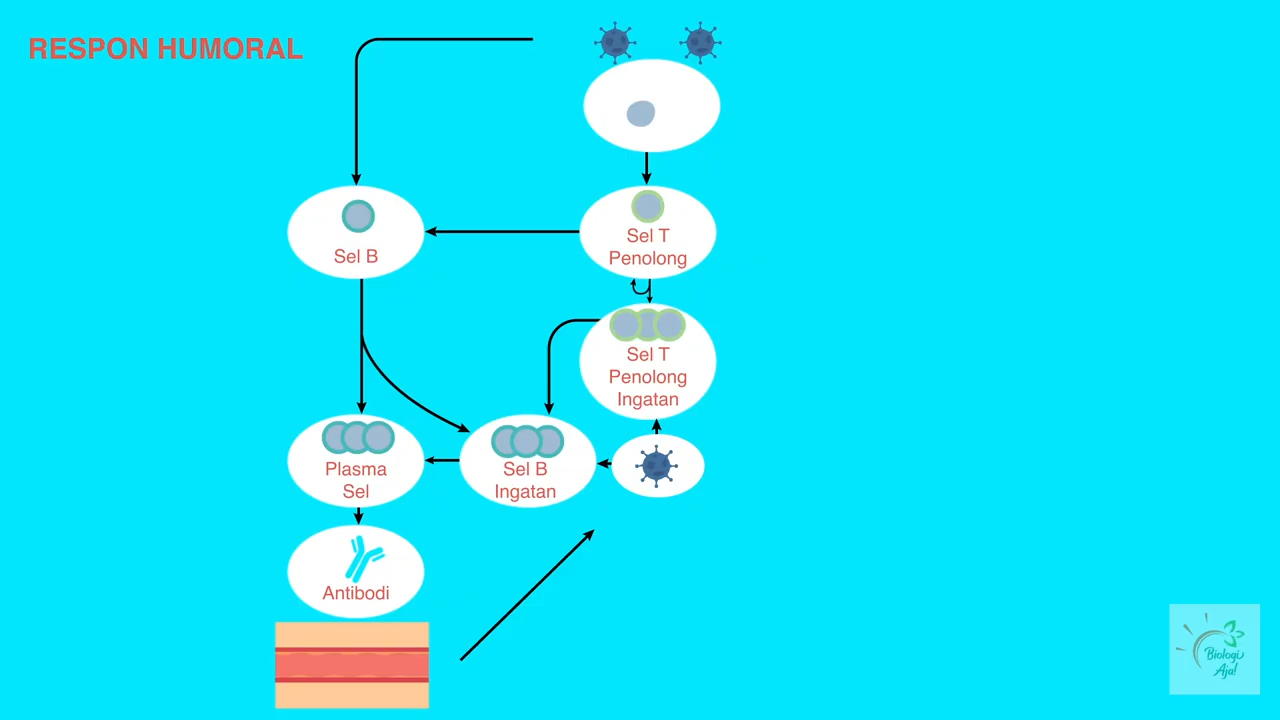 RESPON HUMORAL
Sel B
Sel T
Penolong
Sel T
Penolong
Ingatan
Plasma
Sel
Sel B
Ingatan
Antibodi
Biologi
Aja!